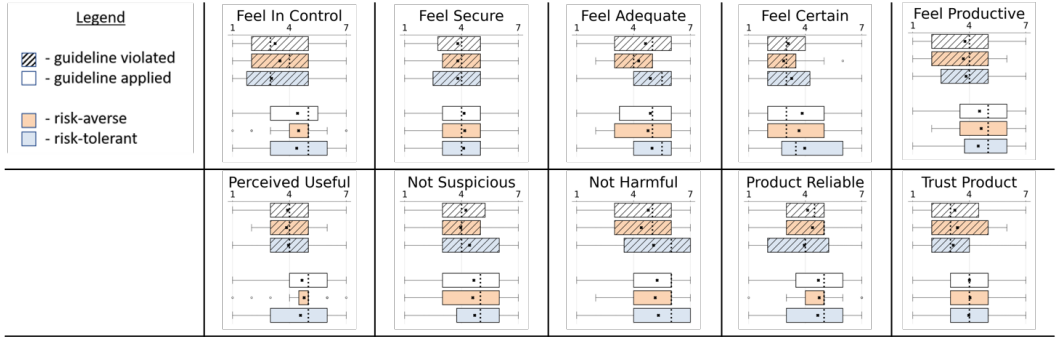 Legend
- guideline violated
- guideline applied
- risk-averse
- risk-tolerant
Feel In Control
1 4 7
Feel Secure
1 4 7
Feel Adequate
1 4 7
Feel Certain
1 4 7
Feel Productive
1 4 7
Perceived Useful
1 4 7
Not Suspicious
1 4 7
Not Harmful
1 4 7
Product Reliable
1 4 7
Trust Product
1 4 7